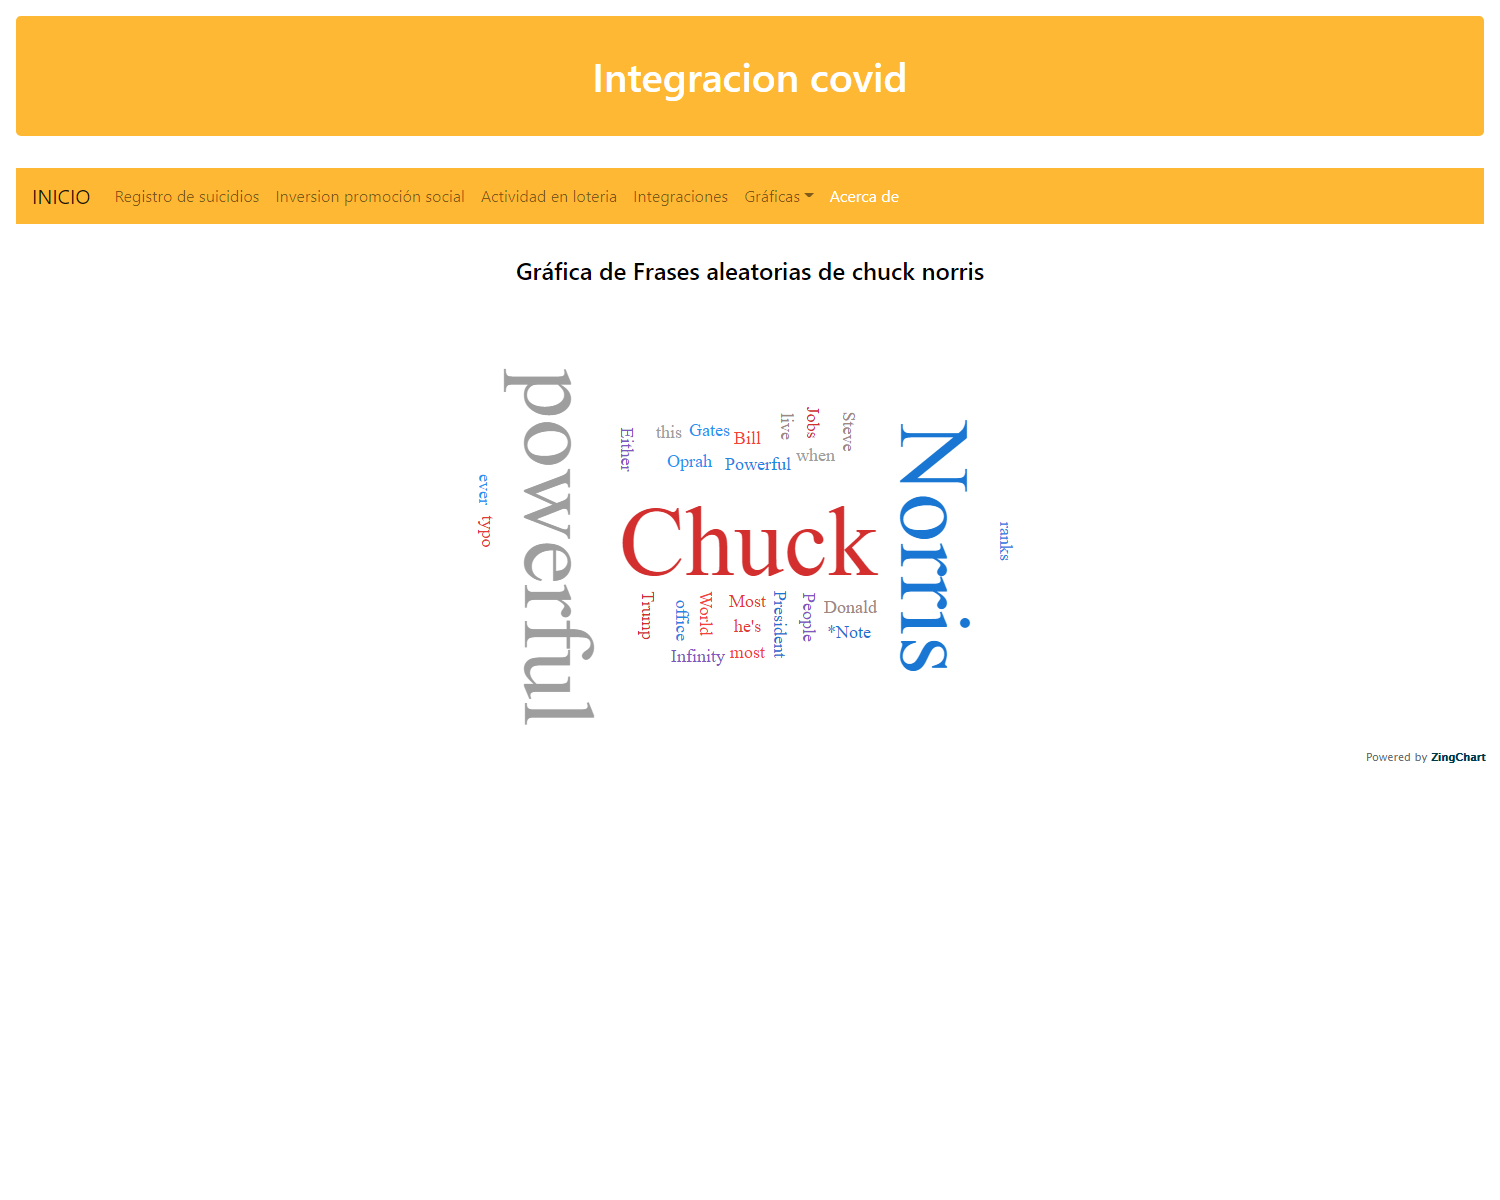 Integracion covid
INICIO Registro de suicidios Inversion promoción social Actividad en loteria Integraciones Gráficas Acerca de
Gráfica de Frases aleatorias de chuck norris
powerful
Norris
Chuck
Either
this
Gates
Bill
live
Jobs
Steve
Oprah
Powerful
when
ever
typo
ranks
Trump
office
World
Most
he's
most
President
People
Donald
*Note
Infinity
Powered by ZingChart